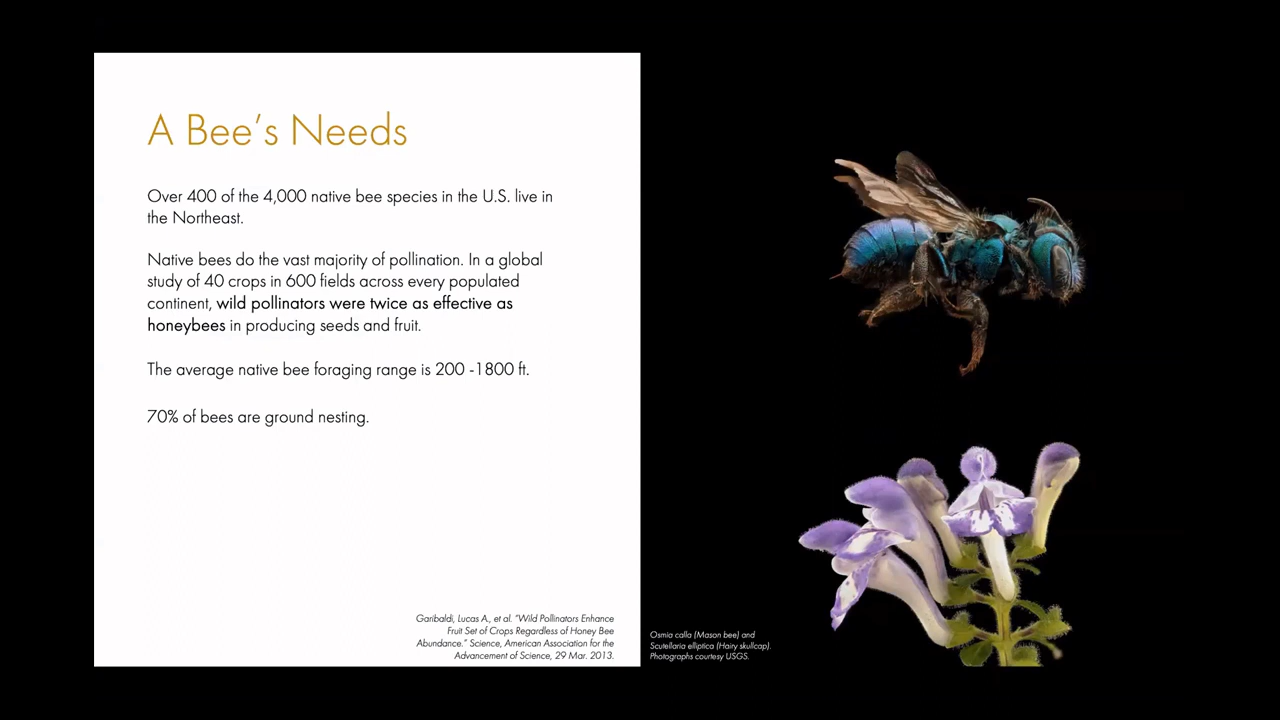 A Bee's Needs
Over 400 of the 4,000 native bee species in the U.S. live in
the Northeast.
Native bees do the vast majority of pollination. In a global
study of 40 crops in 600 fields across every populated
continent, wild pollinators were twice as effective as
honeybees in producing seeds and fruit.
The average native bee foraging range is 200 -1800 ft.
70% of bees are ground nesting.
Garibaldi, Lucas A., et al. "Wild Pollinators Enhance
Fruit Set of Crops Regardless of Honey Bee
Abundance." Science, American Association for the
Advancement of Science, 29 Mar. 2013.
Osmia calla (Mason bee) and
Scutellaria elliptica (Hairy skullcap).
Photographs courtesy USGS.